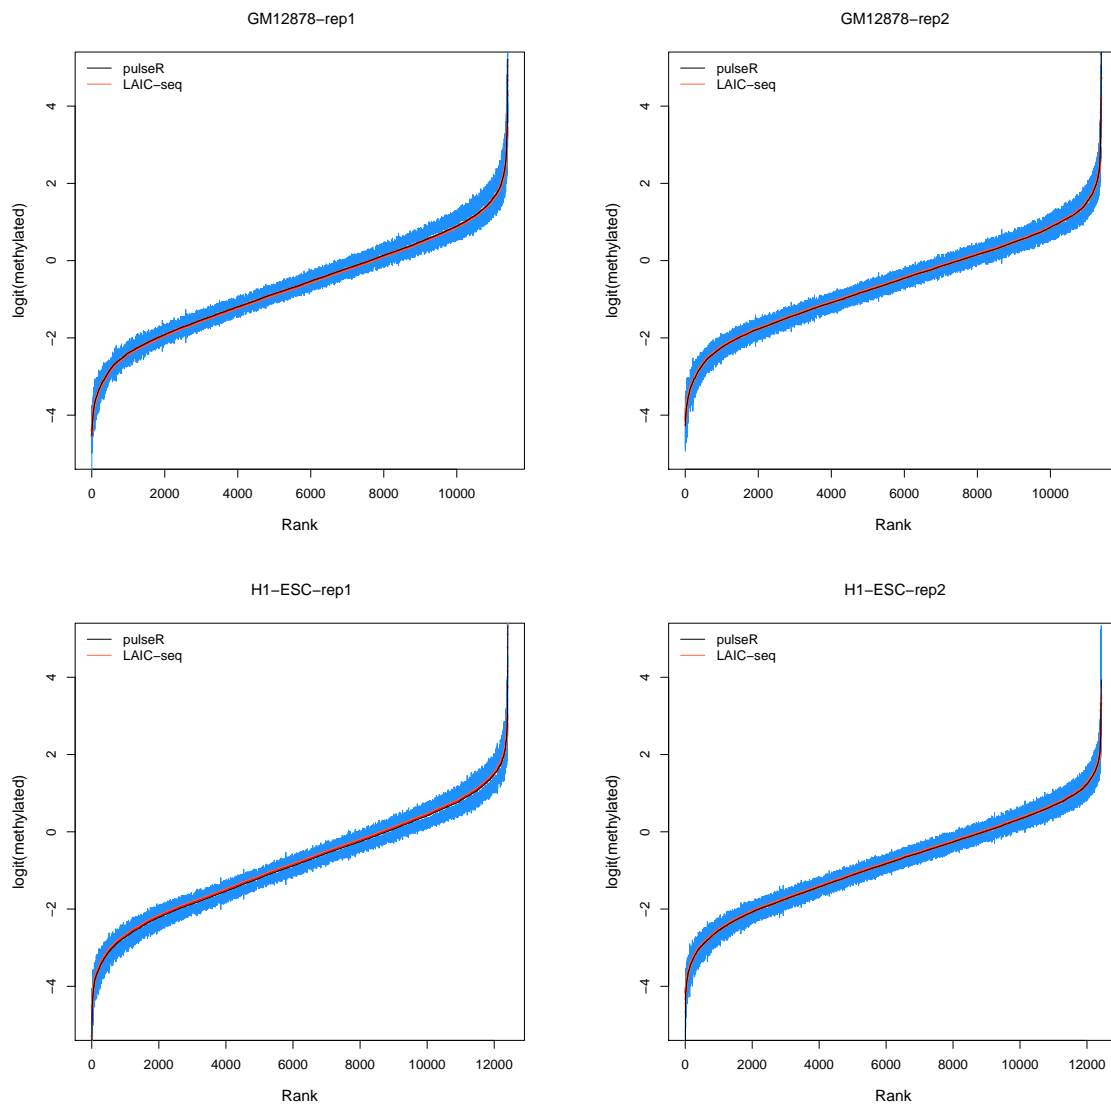 GM12878−rep1
pulseR
LAIC−seq
4
2
0
−2
−4
logit(methylated)
0 2000 4000 6000 8000 10000
Rank
GM12878−rep2
pulseR
LAIC−seq
4
2
0
−2
−4
logit(methylated)
0 2000 4000 6000 8000 10000
Rank
H1−ESC−rep1
pulseR
LAIC−seq
4
2
0
−2
−4
logit(methylated)
0 2000 4000 6000 8000 10000 12000
Rank
H1−ESC−rep2
pulseR
LAIC−seq
4
2
0
−2
−4
logit(methylated)
0 2000 4000 6000 8000 10000 12000
Rank